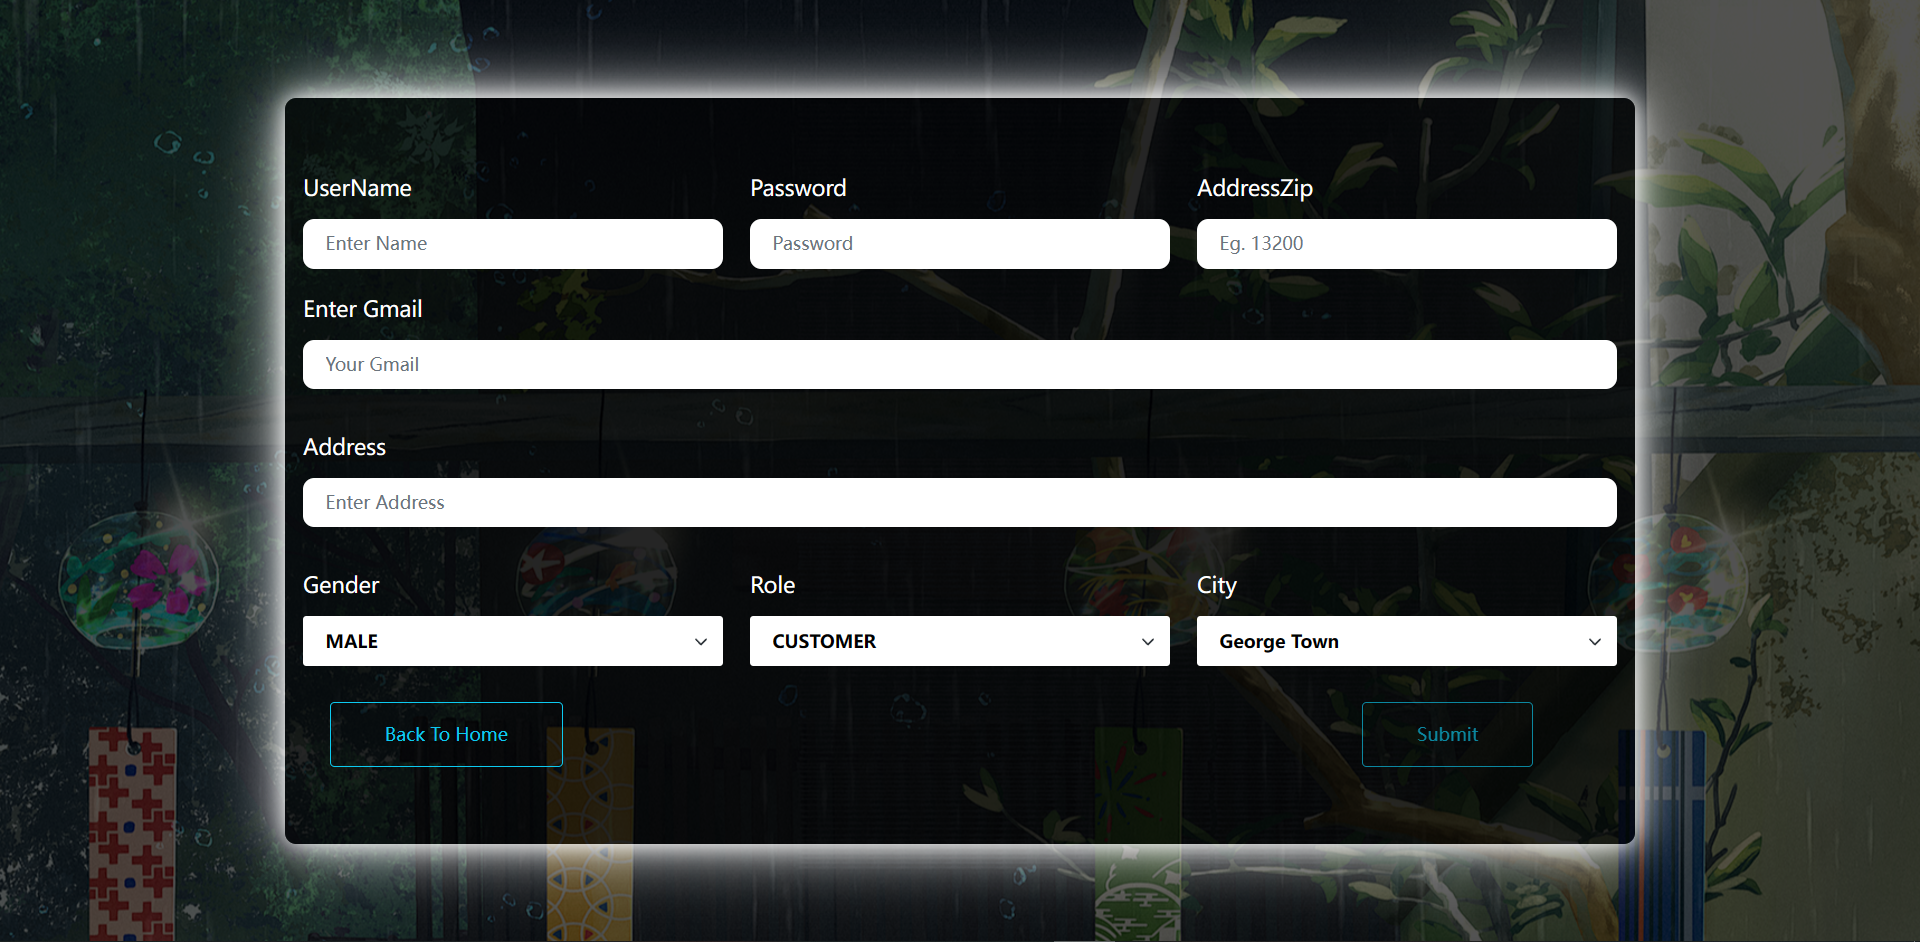 UserName
Password
AddressZip
Enter Name
Password
Eg. 13200
Enter Gmail
Your Gmail
Address
Enter Address
Gender
Role
City
MALE
CUSTOMER
George Town
Back To Home
Submit